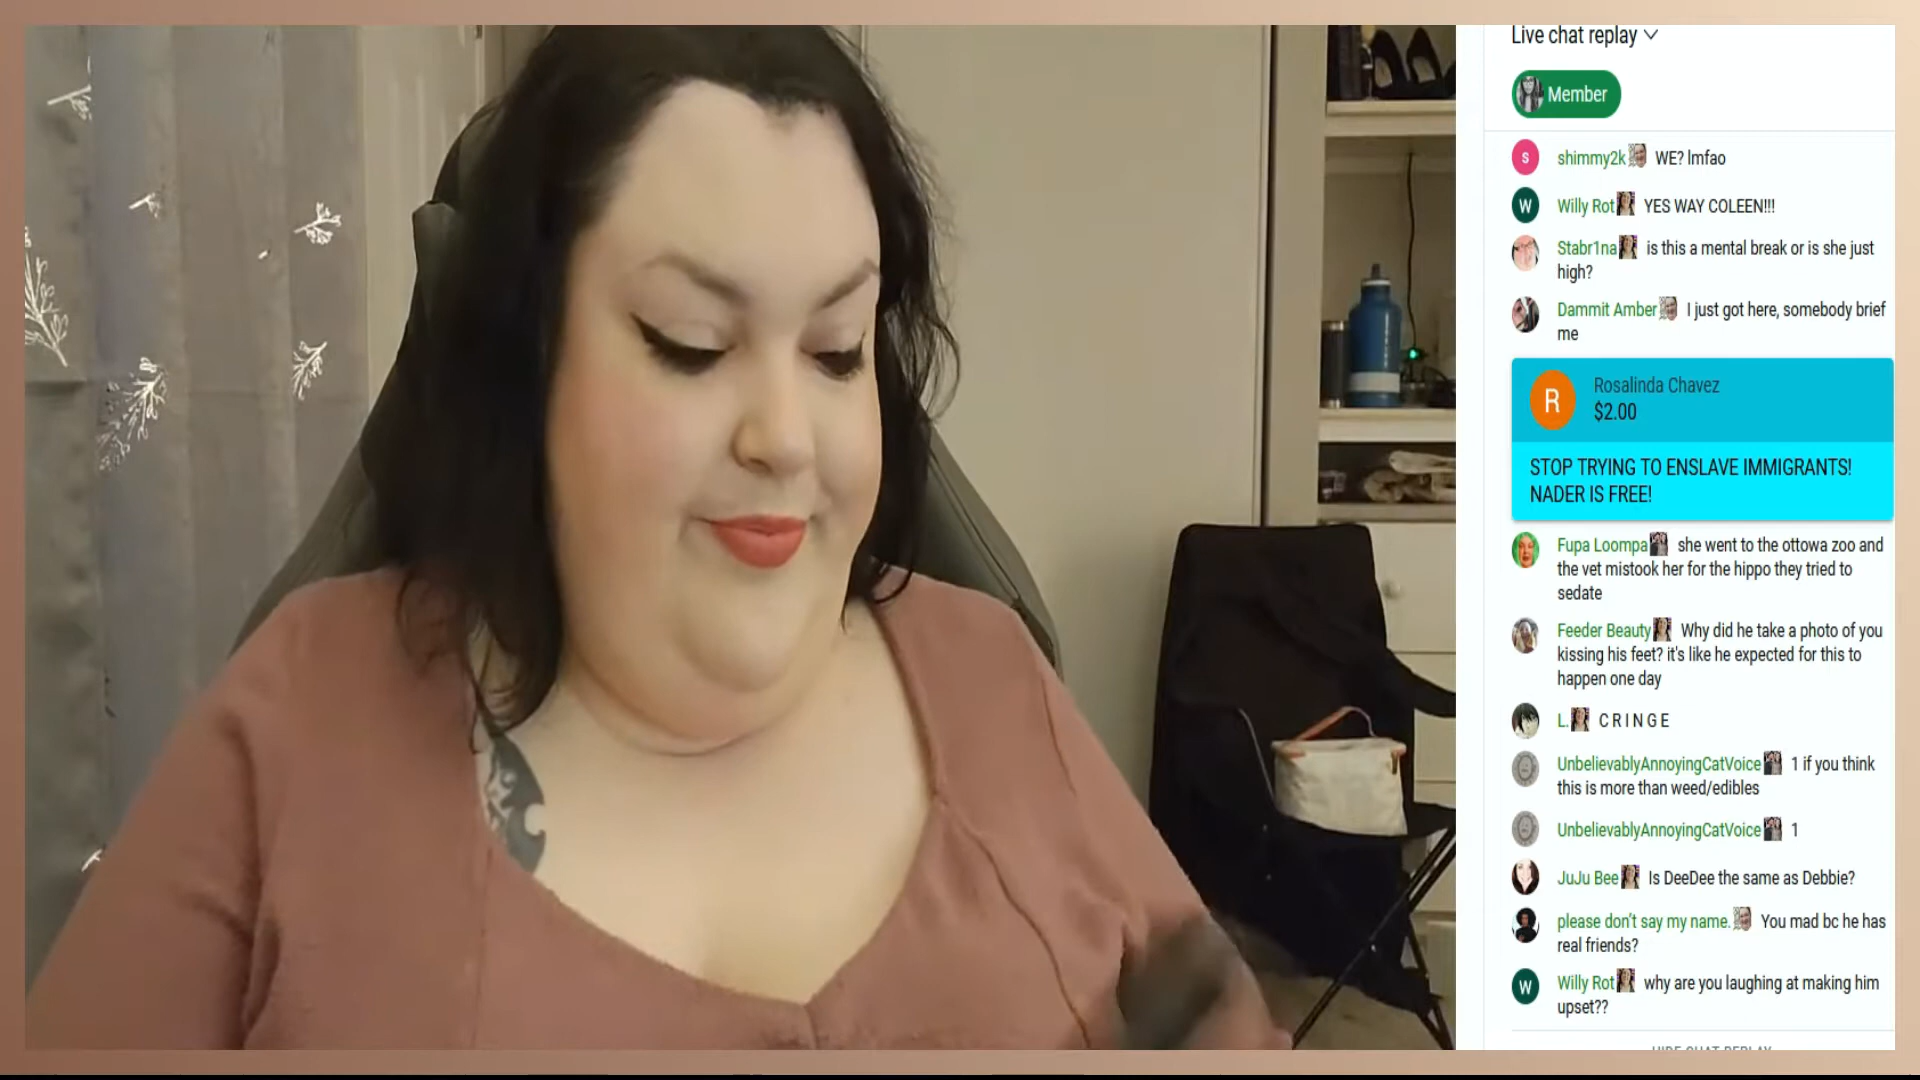 Live chat replay
Member
S
shimmy2k WE? lmfao
W
Willy Rot YES WAY COLEEN!!!
Stabr1na is this a mental break or is she just
high?
Dammit Amber I just got here, somebody brief
me
R
Rosalinda Chavez
$2.00
STOP TRYING TO ENSLAVE IMMIGRANTS!
NADER IS FREE!
Fupa Loompa she went to the ottowa zoo and
the vet mistook her for the hippo they tried to
sedate
Feeder Beauty Why did he take a photo of you
kissing his feet? it's like he expected for this to
happen one day
L. C R I N G E
UnbelievablyAnnoyingCatVoice 1 if you think
this is more than weed/edibles
UnbelievablyAnnoyingCatVoice 1
JuJu Bee Is DeeDee the same as Debbie?
please don't say my name. You mad bc he has
real friends?
W
Willy Rot why are you laughing at making him
upset??
HIDE CHAT REPLAY